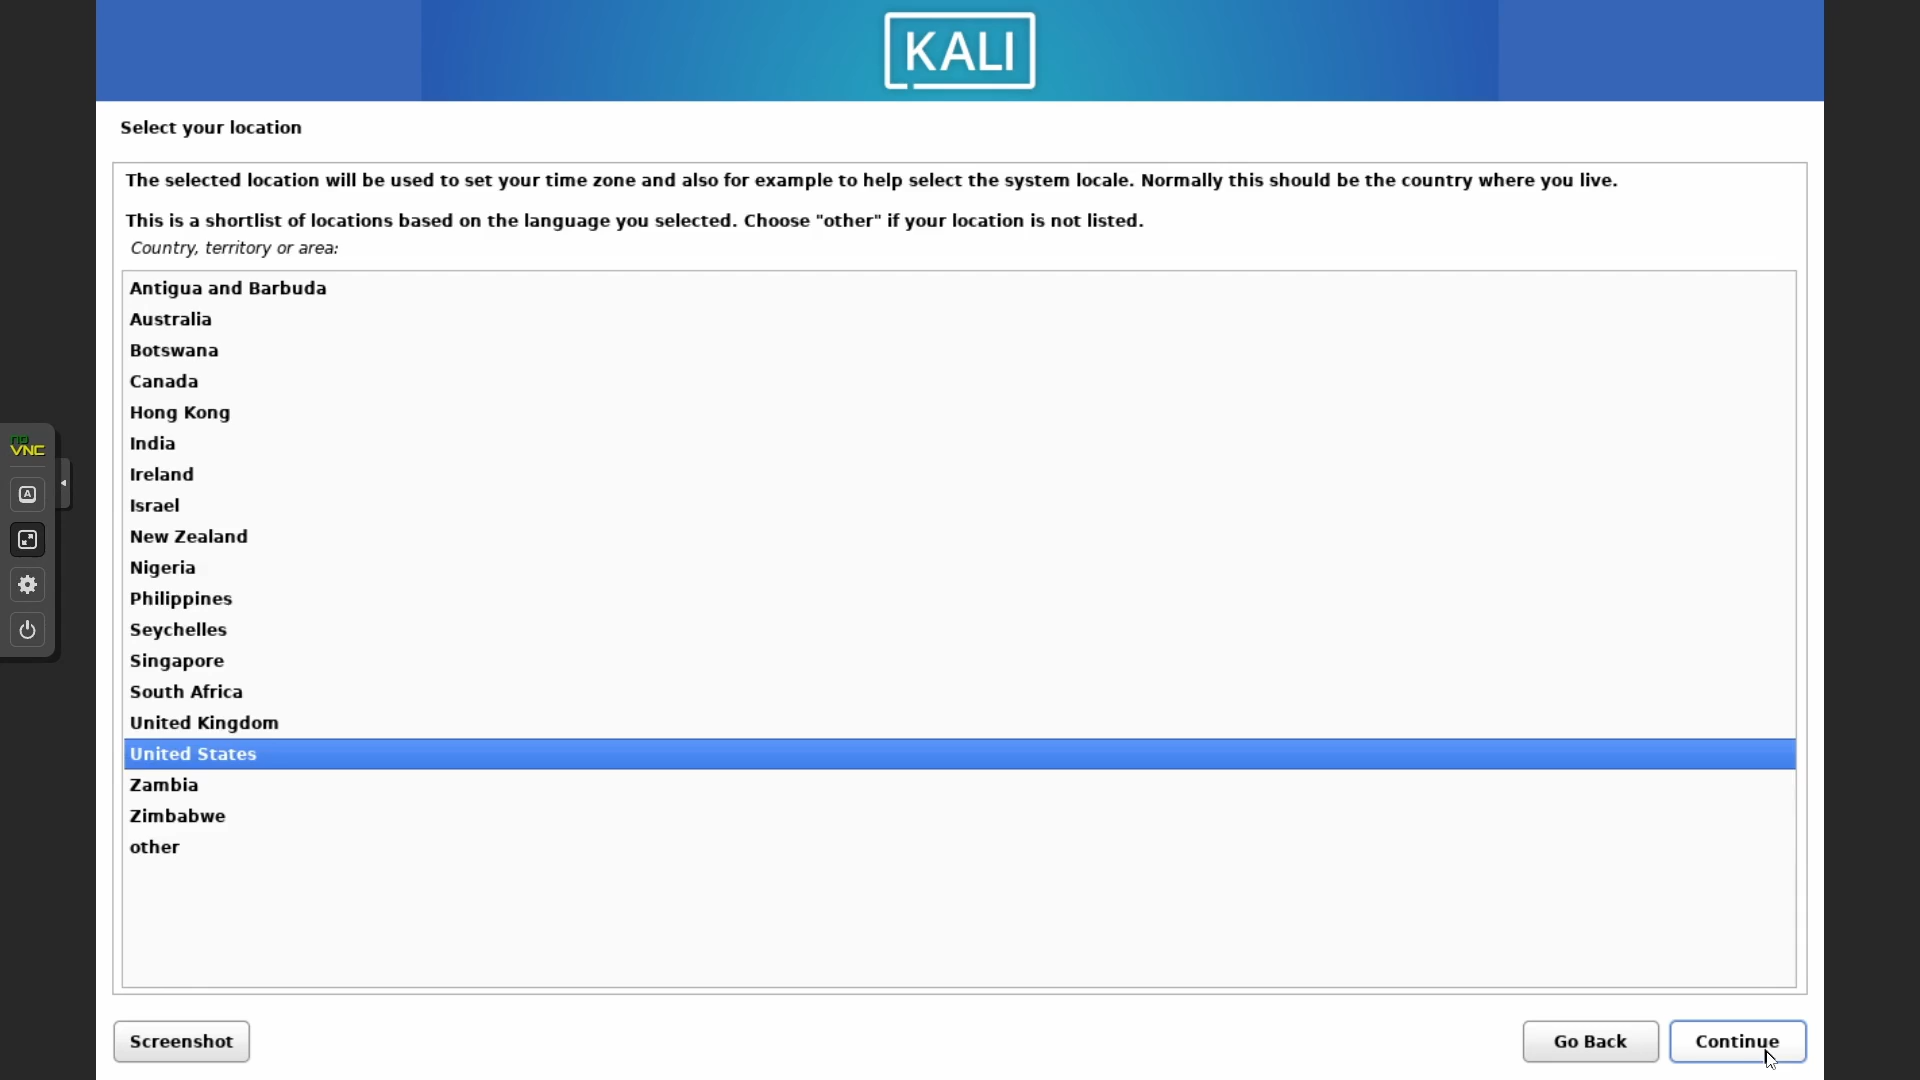 KALI
Select your location
The selected location will be used to set your time zone and also for example to help select the system locale. Normally this should be the country where you live.
This is a shortlist of locations based on the language you selected. Choose "other" if your location is not listed.
Country, territory or area:
Antigua and Barbuda
Australia
Botswana
Canada
Hong Kong
India
Ireland
Israel
New Zealand
Nigeria
Philippines
Seychelles
Singapore
South Africa
United Kingdom
United States
Zambia
Zimbabwe
other
no
VNC
A
Screenshot
Go Back
Continue